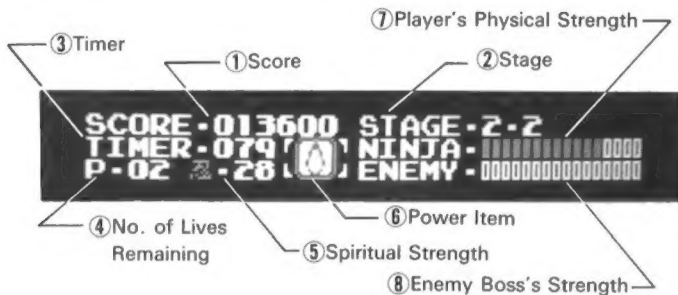 ⑦Player's Physical Strength
③Timer
①Score
②Stage
SCORE-013600 STAGE-2-2
TIMER-079 NINJA-
P-02 -28 ENEMY-
④No. of Lives
Remaining
⑥Power Item
⑤Spiritual Strength
⑧Enemy Boss's Strength